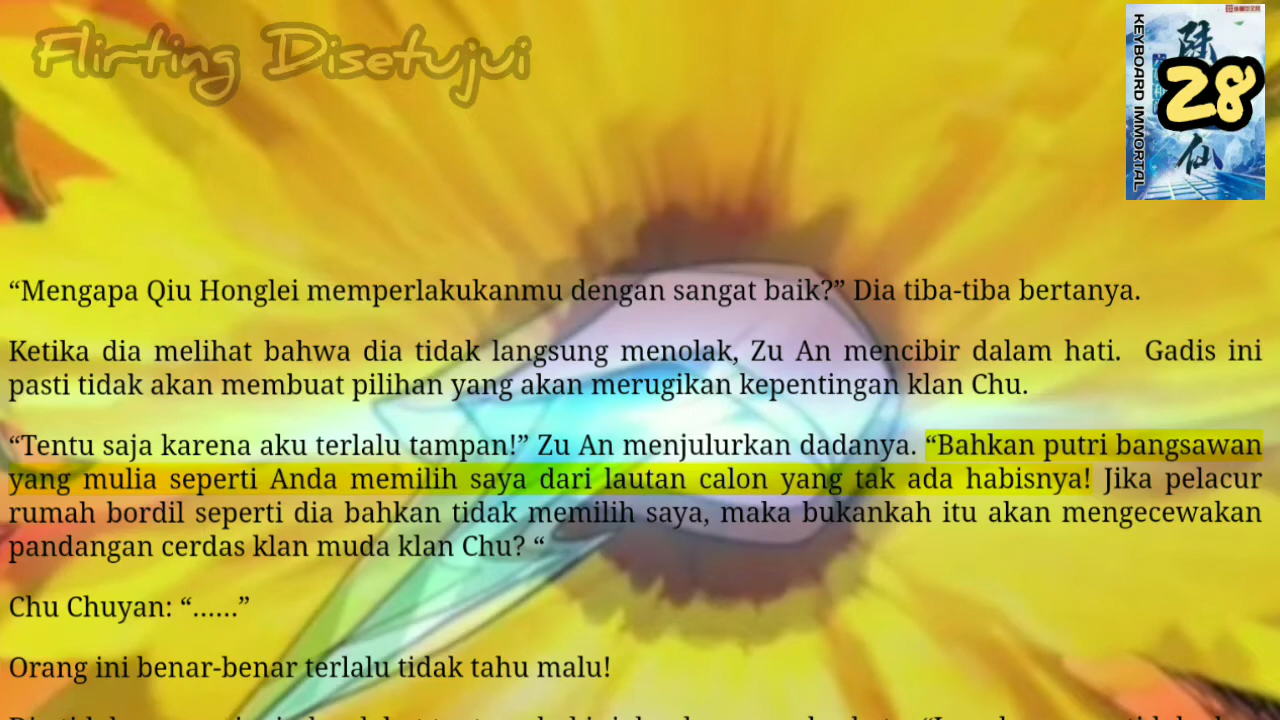 Flirting Disetujui
KEYBOARD IMMORTAL
28
仙
“Mengapa Qiu Honglei memperlakukanmu dengan sangat baik?” Dia tiba-tiba bertanya.
Ketika dia melihat bahwa dia tidak langsung menolak, Zu An mencibir dalam hati. Gadis ini
pasti tidak akan membuat pilihan yang akan merugikan kepentingan klan Chu.
“Tentu saja karena aku terlalu tampan!” Zu An menjulurkan dadanya. “Bahkan putri bangsawan
yang mulia seperti Anda memilih saya dari lautan calon yang tak ada habisnya! Jika pelacur
rumah bordil seperti dia bahkan tidak memilih saya, maka bukankah itu akan mengecewakan
pandangan cerdas klan muda klan Chu? “
Chu Chuyan: “……”
Orang ini benar-benar terlalu tidak tahu malu!